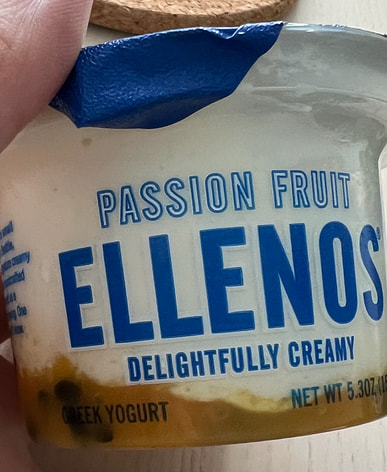 PASSION FRUIT
ELLENOS®
DELIGHTFULLY CREAMY
GREEK YOGURT
NET WT 5.3OZ